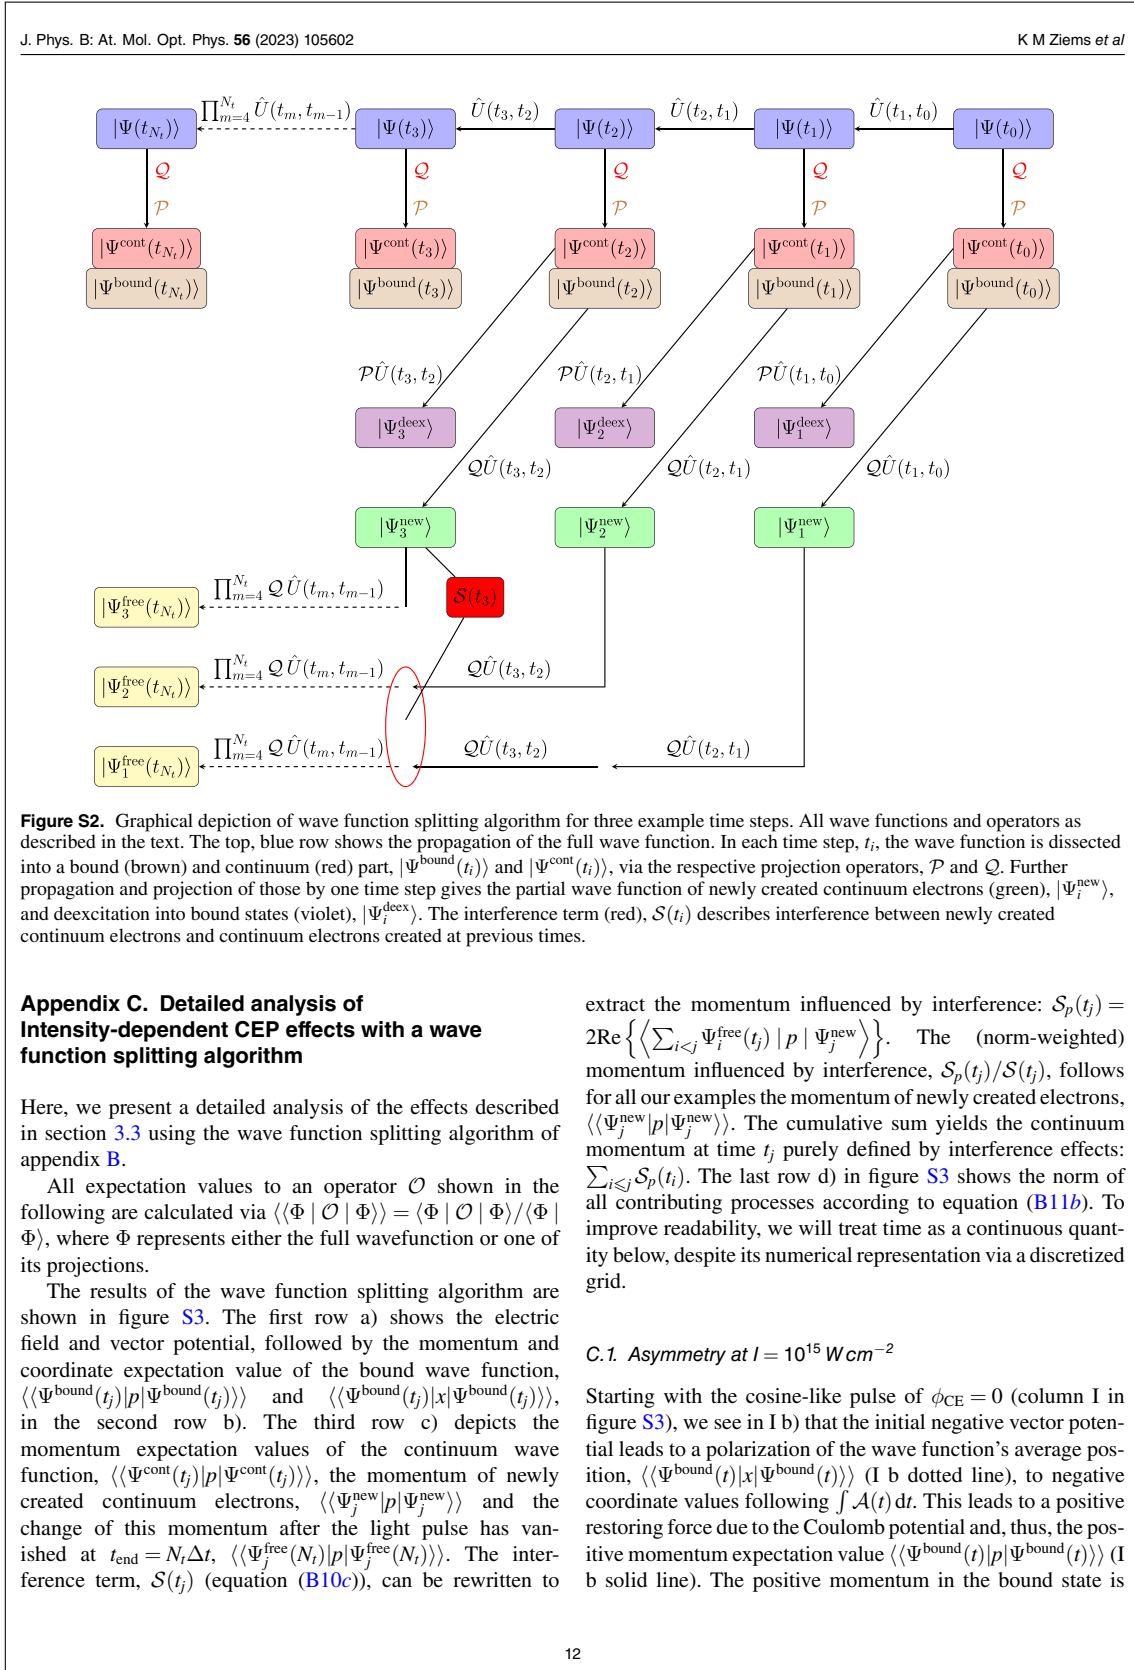 J. Phys. B: At. Mol. Opt. Phys. 56 (2023) 105602
K M Ziems et al
∏_{m=4}^{N_t} Û(t_m, t_{m−1})
Û(t_3, t_2)
Û(t_2, t_1)
Û(t_1, t_0)
|Ψ(t_{N_t})⟩
|Ψ(t_3)⟩
|Ψ(t_2)⟩
|Ψ(t_1)⟩
|Ψ(t_0)⟩
𝒬
𝒬
𝒬
𝒬
𝒬
𝒫
𝒫
𝒫
𝒫
𝒫
|Ψ^cont(t_{N_t})⟩
|Ψ^cont(t_3)⟩
|Ψ^cont(t_2)⟩
|Ψ^cont(t_1)⟩
|Ψ^cont(t_0)⟩
|Ψ^bound(t_{N_t})⟩
|Ψ^bound(t_3)⟩
|Ψ^bound(t_2)⟩
|Ψ^bound(t_1)⟩
|Ψ^bound(t_0)⟩
𝒫Û(t_3, t_2)
𝒫Û(t_2, t_1)
𝒫Û(t_1, t_0)
|Ψ_3^deex⟩
|Ψ_2^deex⟩
|Ψ_1^deex⟩
𝒬Û(t_3, t_2)
𝒬Û(t_2, t_1)
𝒬Û(t_1, t_0)
|Ψ_3^new⟩
|Ψ_2^new⟩
|Ψ_1^new⟩
∏_{m=4}^{N_t} 𝒬 Û(t_m, t_{m−1})
𝒮(t_3)
|Ψ_3^free(t_{N_t})⟩
∏_{m=4}^{N_t} 𝒬 Û(t_m, t_{m−1})
𝒬Û(t_3, t_2)
|Ψ_2^free(t_{N_t})⟩
∏_{m=4}^{N_t} 𝒬 Û(t_m, t_{m−1})
𝒬Û(t_3, t_2)
𝒬Û(t_2, t_1)
|Ψ_1^free(t_{N_t})⟩
Figure S2. Graphical depiction of wave function splitting algorithm for three example time steps. All wave functions and operators as
described in the text. The top, blue row shows the propagation of the full wave function. In each time step, t_i, the wave function is dissected
into a bound (brown) and continuum (red) part, |Ψ^bound(t_i)⟩ and |Ψ^cont(t_i)⟩, via the respective projection operators, 𝒫 and 𝒬. Further
propagation and projection of those by one time step gives the partial wave function of newly created continuum electrons (green), |Ψ_i^new⟩,
and deexcitation into bound states (violet), |Ψ_i^deex⟩. The interference term (red), 𝒮(t_i) describes interference between newly created
continuum electrons and continuum electrons created at previous times.
Appendix C. Detailed analysis of
Intensity-dependent CEP effects with a wave
function splitting algorithm
Here, we present a detailed analysis of the effects described
in section 3.3 using the wave function splitting algorithm of
appendix B.
All expectation values to an operator 𝒪 shown in the
following are calculated via ⟨⟨Φ | 𝒪 | Φ⟩⟩ = ⟨Φ | 𝒪 | Φ⟩/⟨Φ |
Φ⟩, where Φ represents either the full wavefunction or one of
its projections.
The results of the wave function splitting algorithm are
shown in figure S3. The first row a) shows the electric
field and vector potential, followed by the momentum and
coordinate expectation value of the bound wave function,
⟨⟨Ψ^bound(t_j)|p|Ψ^bound(t_j)⟩⟩ and ⟨⟨Ψ^bound(t_j)|x|Ψ^bound(t_j)⟩⟩,
in the second row b). The third row c) depicts the
momentum expectation values of the continuum wave
function, ⟨⟨Ψ^cont(t_j)|p|Ψ^cont(t_j)⟩⟩, the momentum of newly
created continuum electrons, ⟨⟨Ψ_j^new|p|Ψ_j^new⟩⟩ and the
change of this momentum after the light pulse has van-
ished at t_end = N_tΔt, ⟨⟨Ψ_j^free(N_t)|p|Ψ_j^free(N_t)⟩⟩. The inter-
ference term, 𝒮(t_j) (equation (B10c)), can be rewritten to
extract the momentum influenced by interference: 𝒮_p(t_j) =
2Re{⟨∑_{i<j} Ψ_i^free(t_j) | p | Ψ_j^new⟩}. The (norm-weighted)
momentum influenced by interference, 𝒮_p(t_j)/𝒮(t_j), follows
for all our examples the momentum of newly created electrons,
⟨⟨Ψ_j^new|p|Ψ_j^new⟩⟩. The cumulative sum yields the continuum
momentum at time t_j purely defined by interference effects:
∑_{i⩽j} 𝒮_p(t_i). The last row d) in figure S3 shows the norm of
all contributing processes according to equation (B11b). To
improve readability, we will treat time as a continuous quant-
ity below, despite its numerical representation via a discretized
grid.
C.1. Asymmetry at I = 10^15 W cm^−2
Starting with the cosine-like pulse of ϕ_CE = 0 (column I in
figure S3), we see in I b) that the initial negative vector poten-
tial leads to a polarization of the wave function's average pos-
ition, ⟨⟨Ψ^bound(t)|x|Ψ^bound(t)⟩⟩ (I b dotted line), to negative
coordinate values following ∫ 𝒜(t) dt. This leads to a positive
restoring force due to the Coulomb potential and, thus, the pos-
itive momentum expectation value ⟨⟨Ψ^bound(t)|p|Ψ^bound(t)⟩⟩ (I
b solid line). The positive momentum in the bound state is
12